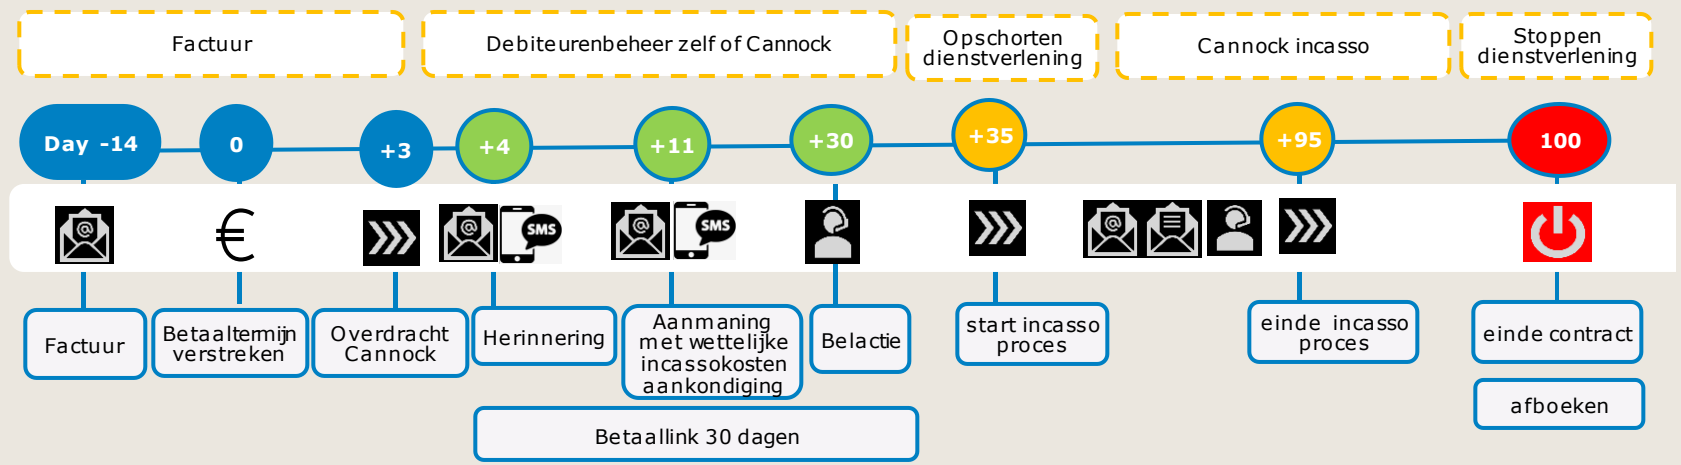 Factuur
Debiteurenbeheer zelf of Cannock
Opschorten
dienstverlening
Cannock incasso
Stoppen
dienstverlening
Day -14
0
+3
+4
+11
+30
+35
+95
100
@
€
@
SMS
@
SMS
@
Factuur
Betaaltermijn
verstreken
Overdracht
Cannock
Herinnering
Aanmaning
met wettelijke
incassokosten
aankondiging
Belactie
start incasso
proces
einde incasso
proces
einde contract
afboeken
Betaallink 30 dagen